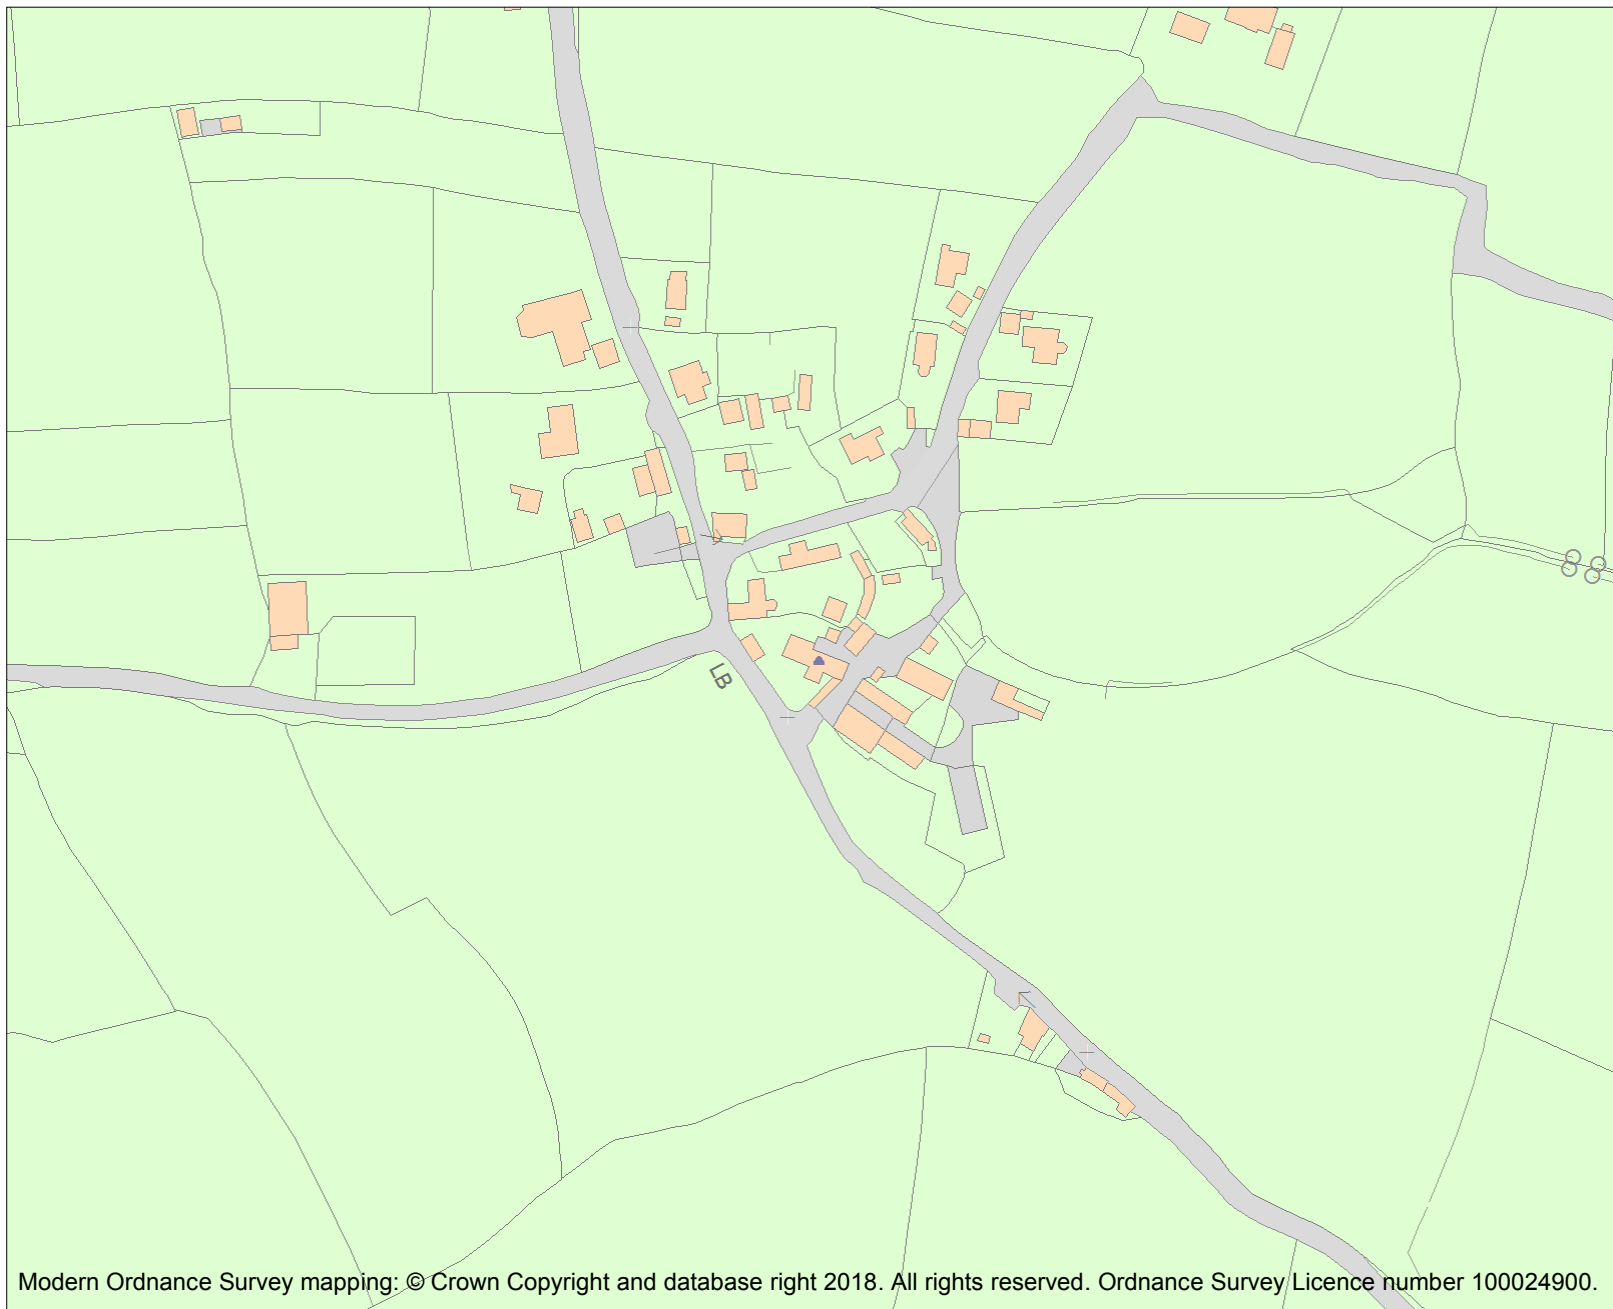 LB
Modern Ordnance Survey mapping: © Crown Copyright and database right 2018. All rights reserved. Ordnance Survey Licence number 100024900.